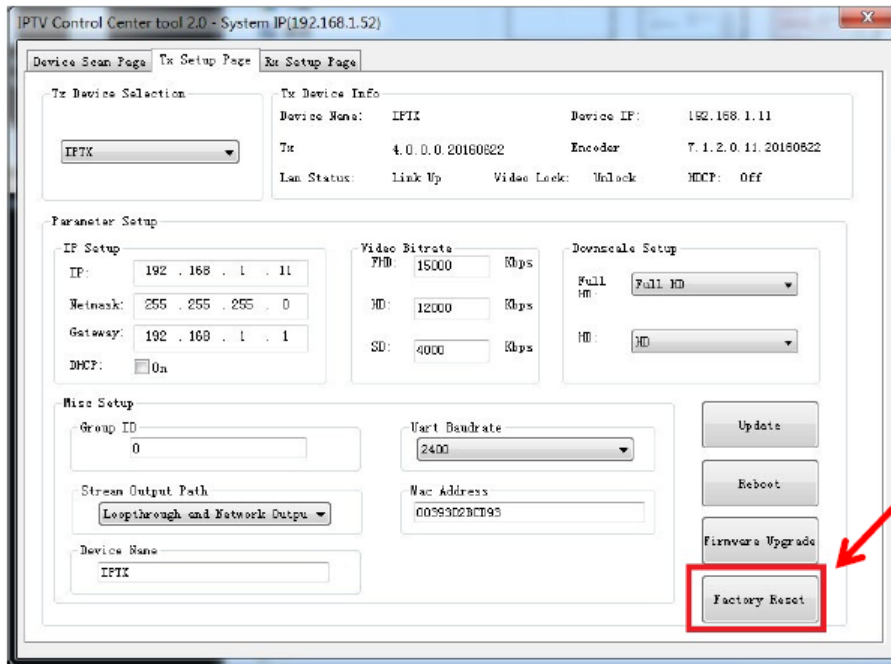 IPTV Control Center tool 2.0 - System IP(192.168.1.52)
Device Scan Page Tx Setup Page Rx Setup Page
Tx Device Selection
IPTX
Tx Device Info
Device Name: IPTX Device IP: 192.168.1.11
Tx 4.0.0.0.20160622 Encoder 7.1.2.0.11.20160622
Lan Status: Link Up Video Lock: Unlock HDCP: Off
Parameter Setup
IP Setup
IP: 192 . 168 . 1 . 11
Netmask: 255 . 255 . 255 . 0
Gateway: 192 . 168 . 1 . 1
DHCP: On
Video Bitrate
FHD: 15000 Kbps
HD: 12000 Kbps
SD: 4000 Kbps
Downscale Setup
Full HD: Full HD
HD: HD
Misc Setup
Group ID
0
Uart Baudrate
2400
Stream Output Path
Loopthrough and Network Outpu
Mac Address
00393D2BCD93
Device Name
IPTX
Update
Reboot
Firmware Upgrade
Factory Reset